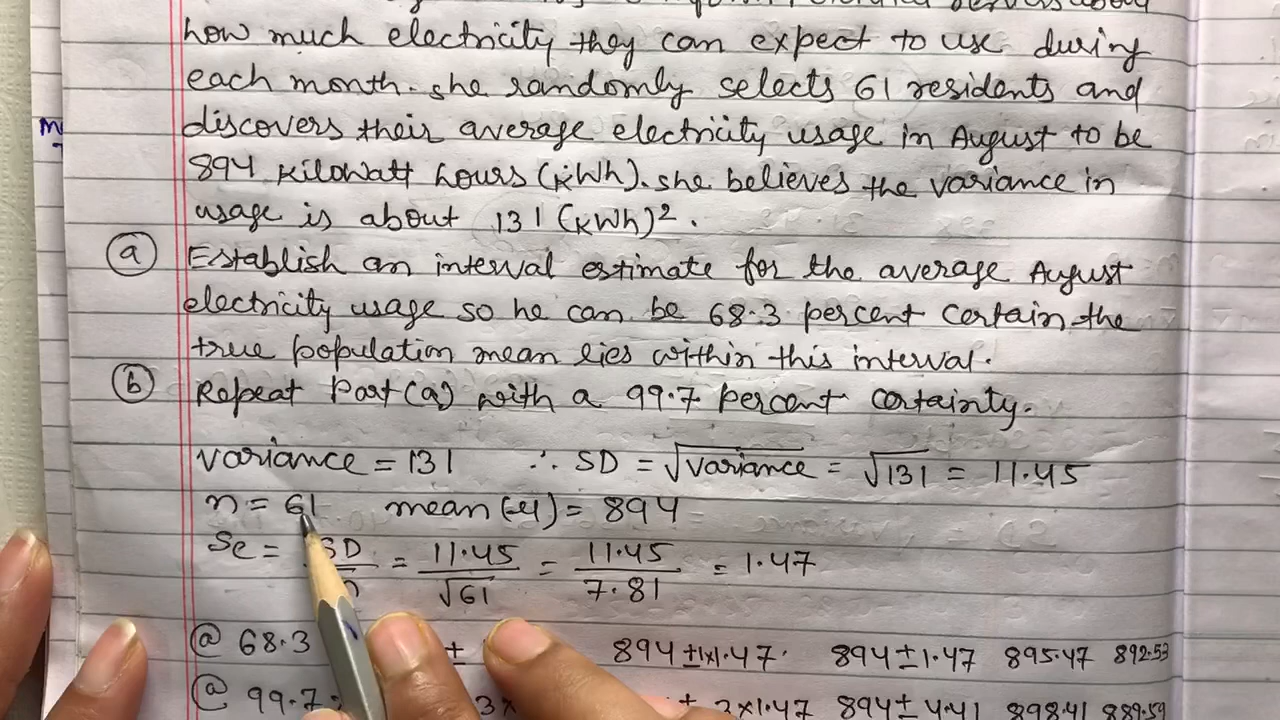 how much electricity they can expect to use during
each month. she randomly selects 61 residents and
discovers their average electricity usage in August to be
894 kilowatt hours (kWh). she believes the variance in
usage is about 131 (kWh)².
(a) Establish an interval estimate for the average August
electricity usage so he can be 68.3 percent certain the
true population mean lies within this interval.
(b) Repeat Part (a) with a 99.7 percent certainty.
variance = 131 ∴ SD = √variance = √131 = 11.45
n = 61 mean = 894
Se = SD = 11.45/√61 = 11.45/7.81 = 1.47
@ 68.3 ± 894 ± 1×1.47 894 ± 1.47 895.47 892.53
@ 99.7 3× ± 3×1.47 894 ± 4.41 898.41 889.59